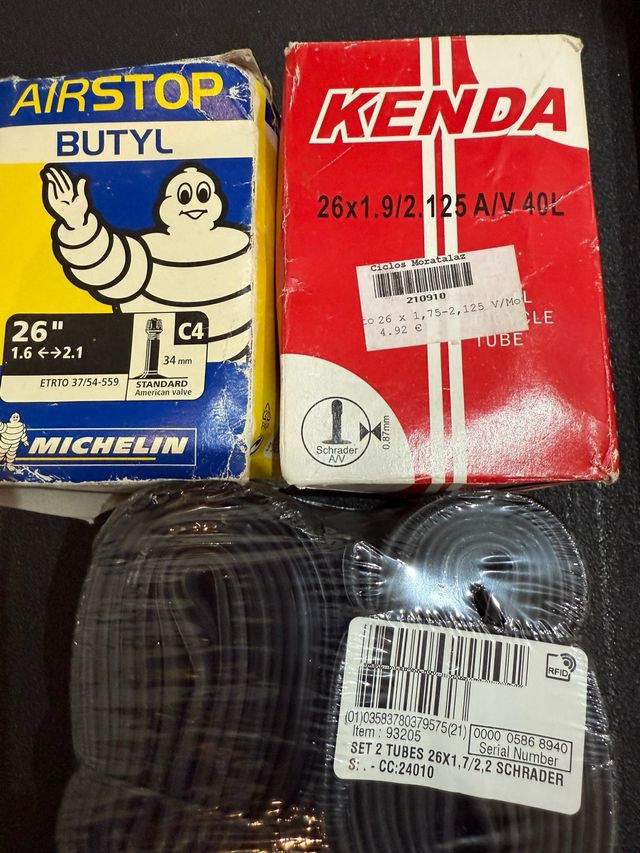 AIRSTOP
BUTYL
26"
1.6 ↔ 2.1
ETRTO 37/54-559
C4
34 mm
STANDARD
American valve
MICHELIN
KENDA
26x1.9/2.125 A/V 40L
Ciclos Moratalaz
210910
co 26 x 1,75-2,125 V/Mo
4.92 €
L
CLE
TUBE
Schrader
A/V
0,87mm
RFID
(01)03583780379575(21)
Item : 93205
0000 0586 8940
Serial Number
SET 2 TUBES 26X1,7/2,2 SCHRADER
S: . - CC:24010